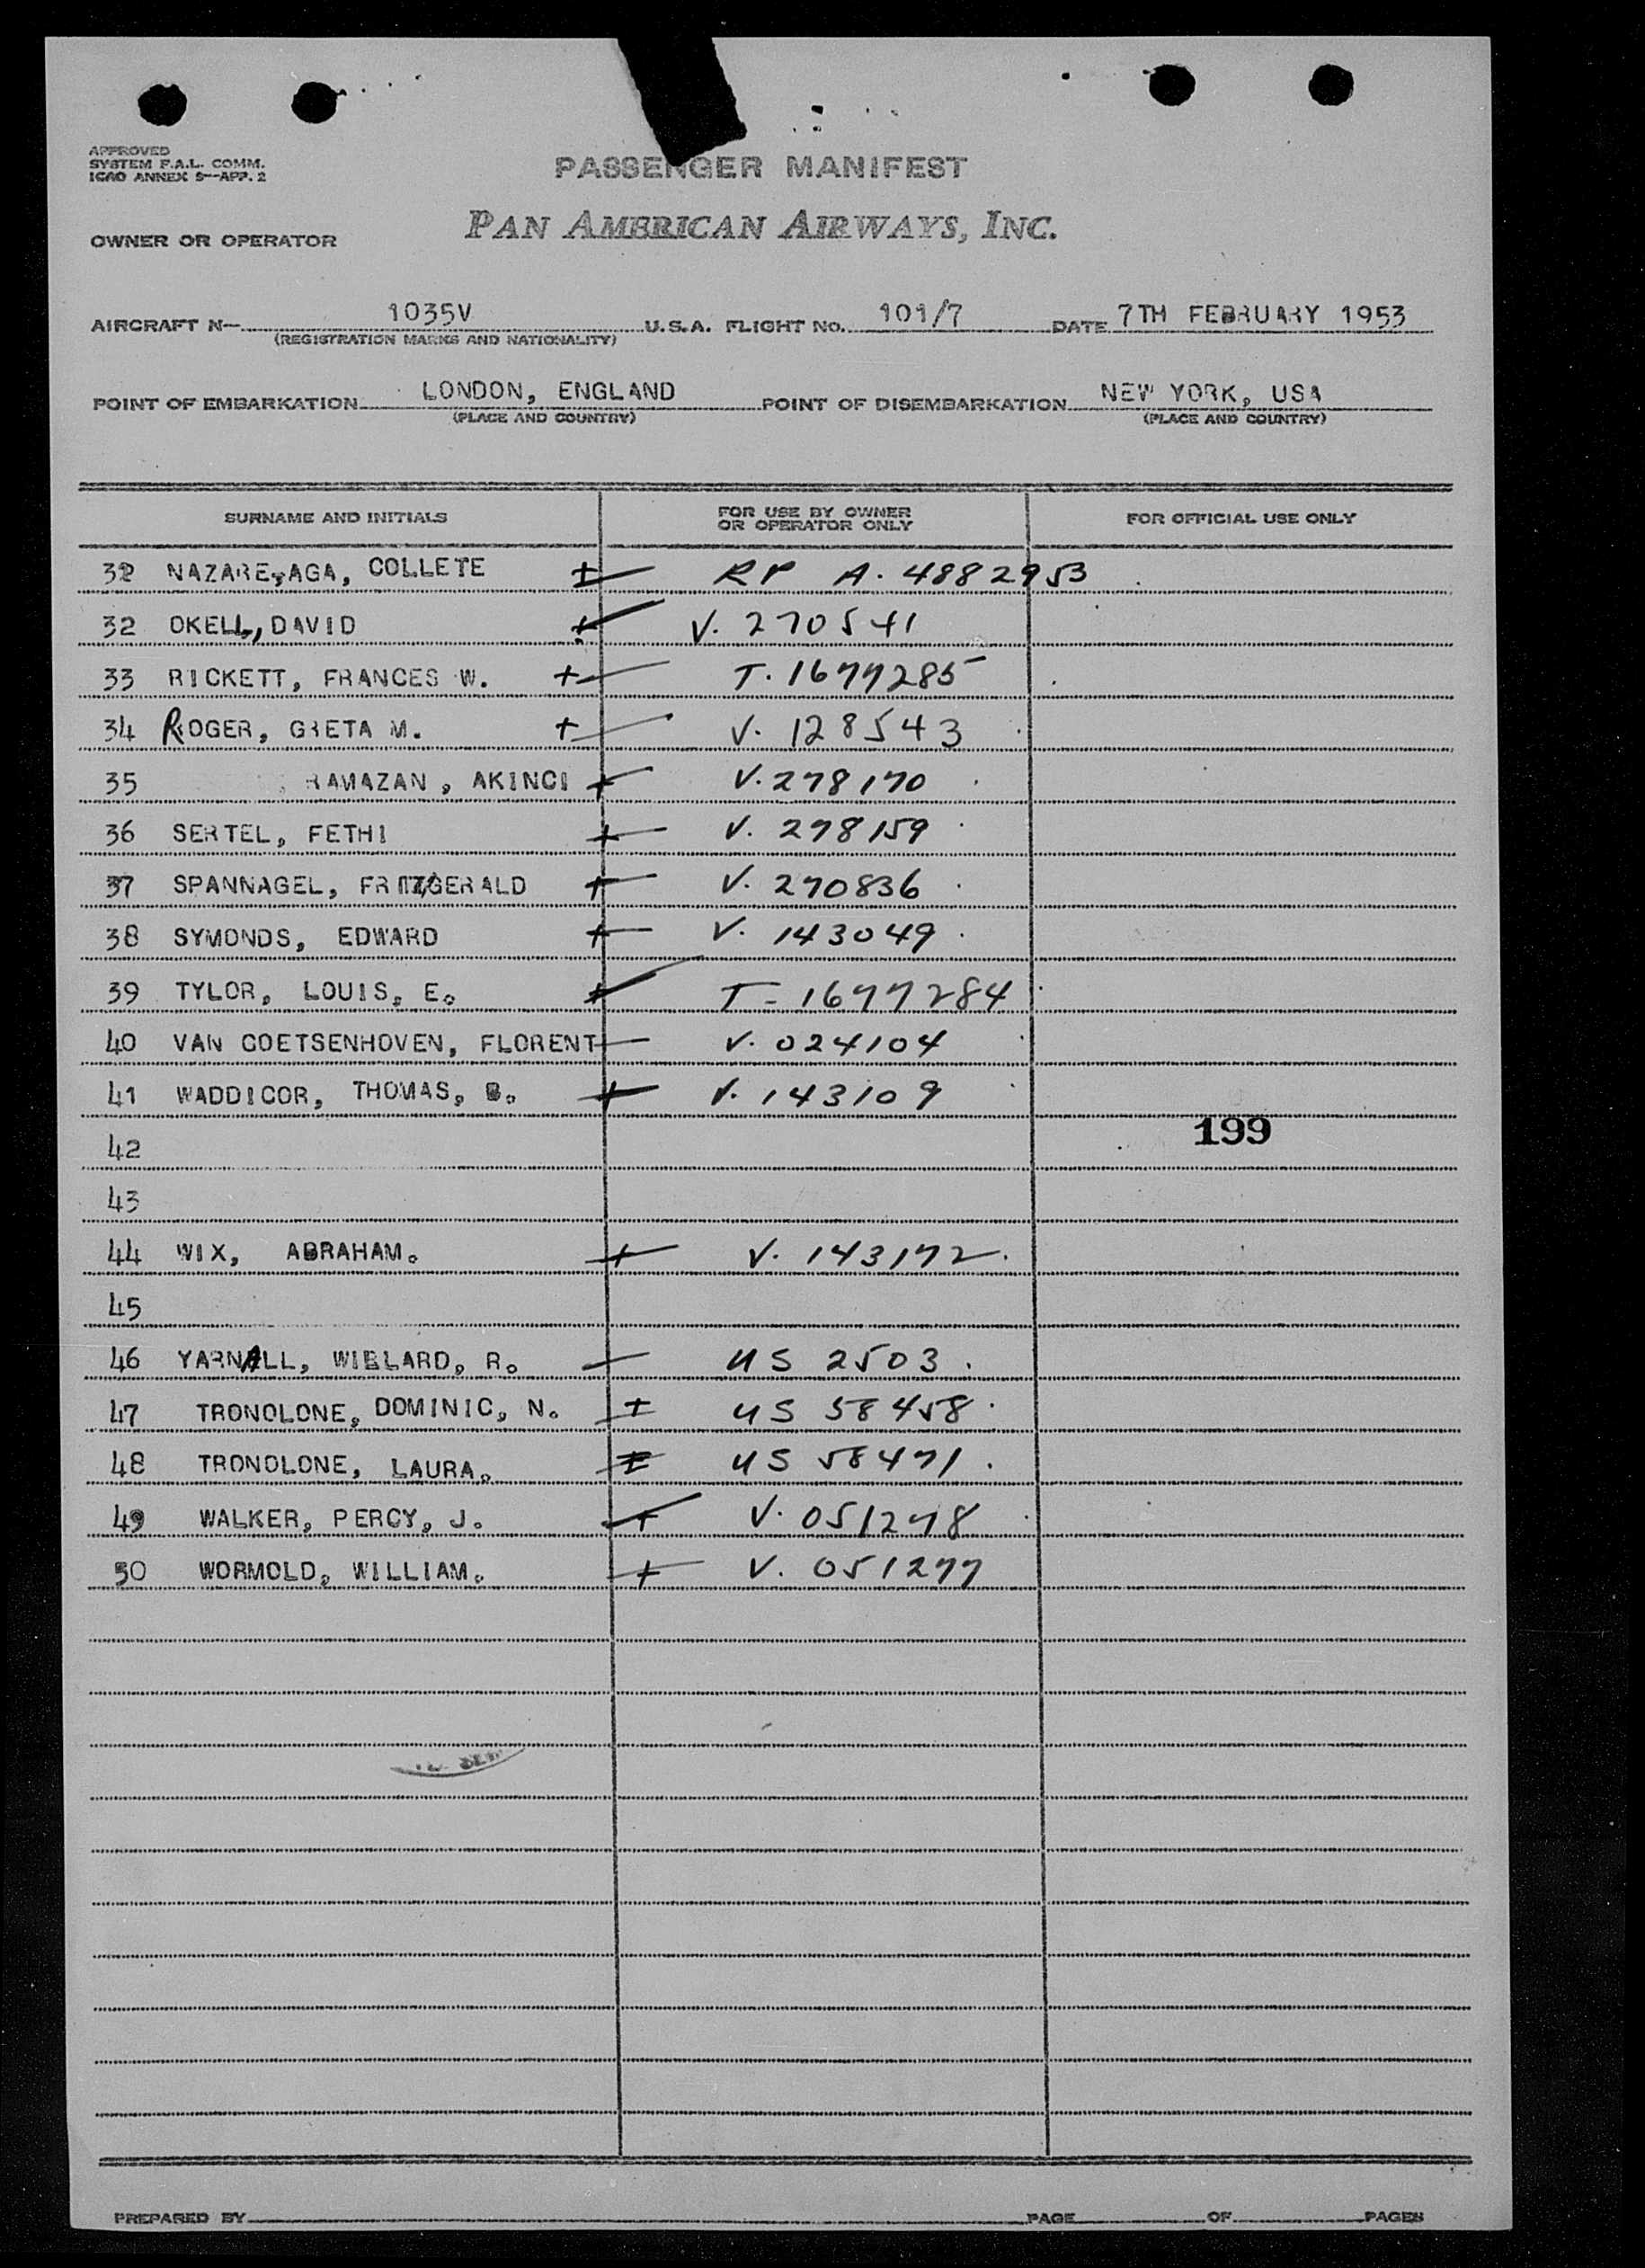 APPROVED
SYSTEM F.A.L. COMM.
ICAO ANNEX 9—APP. 2
PASSENGER MANIFEST
OWNER OR OPERATOR PAN AMERICAN AIRWAYS, INC.
AIRCRAFT N— 1035V U.S.A. FLIGHT NO. 101/7 DATE 7TH FEBRUARY 1953
(REGISTRATION MARKS AND NATIONALITY)
POINT OF EMBARKATION LONDON, ENGLAND POINT OF DISEMBARKATION NEW YORK, USA
(PLACE AND COUNTRY) (PLACE AND COUNTRY)
SURNAME AND INITIALS FOR USE BY OWNER OR OPERATOR ONLY FOR OFFICIAL USE ONLY
NAZARE-AGA, COLLETE + RP A. 4882953
32 OKELL, DAVID + V. 270541
33 RICKETT, FRANCES W. + T. 1677285
34 ROGER, GRETA M. + V. 128543
35 RAMAZAN, AKINCI + V. 278170
36 SERTEL, FETHI + V. 278159
37 SPANNAGEL, FRITZGERALD + V. 270836
38 SYMONDS, EDWARD + V. 143049
39 TYLOR, LOUIS, E. + T- 1677284
40 VAN COETSENHOVEN, FLORENT V. 024104
41 WADDICOR, THOMAS, B. + V. 143109
42 199
43
44 WIX, ABRAHAM. + V. 143172
45
46 YARNALL, WILLARD, R. US 2503
47 TRONOLONE, DOMINIC, N. + US 58458
48 TRONOLONE, LAURA. + US 58471
49 WALKER, PERCY, J. + V. 051278
50 WORMOLD, WILLIAM. + V. 051277
PREPARED BY PAGE OF PAGES